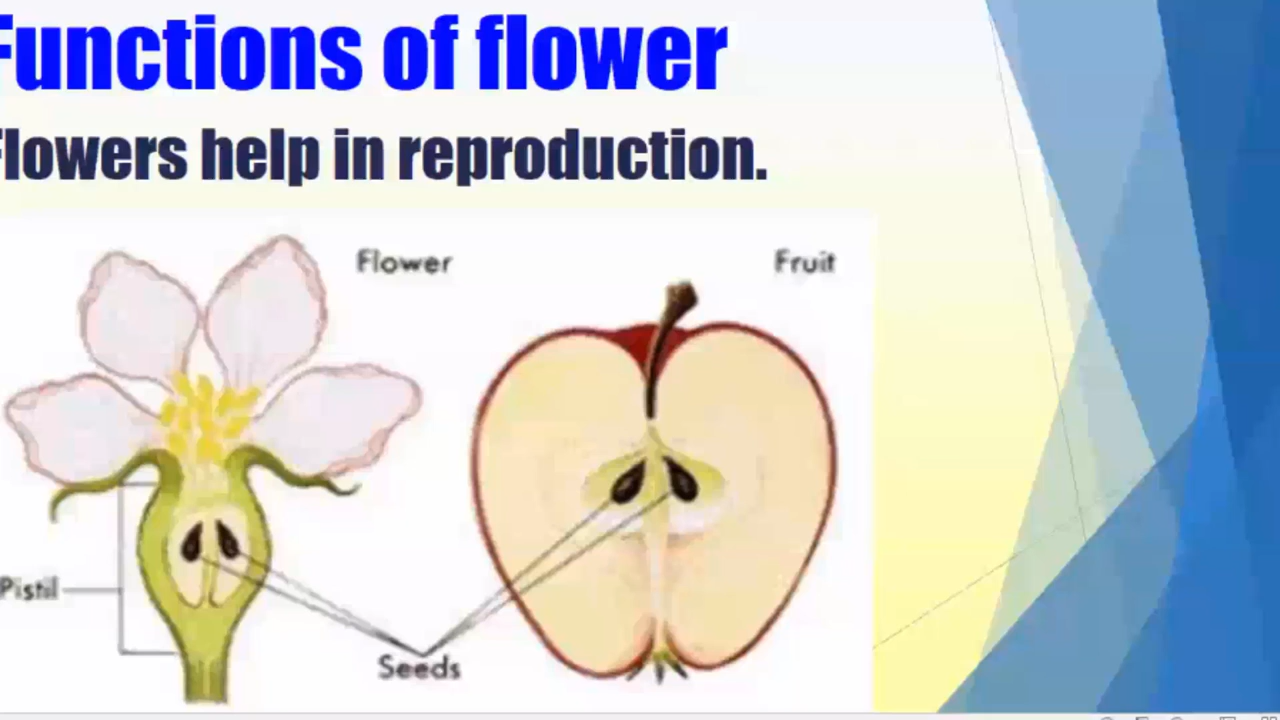 Functions of flower
Flowers help in reproduction.
Flower
Fruit
Pistil
Seeds